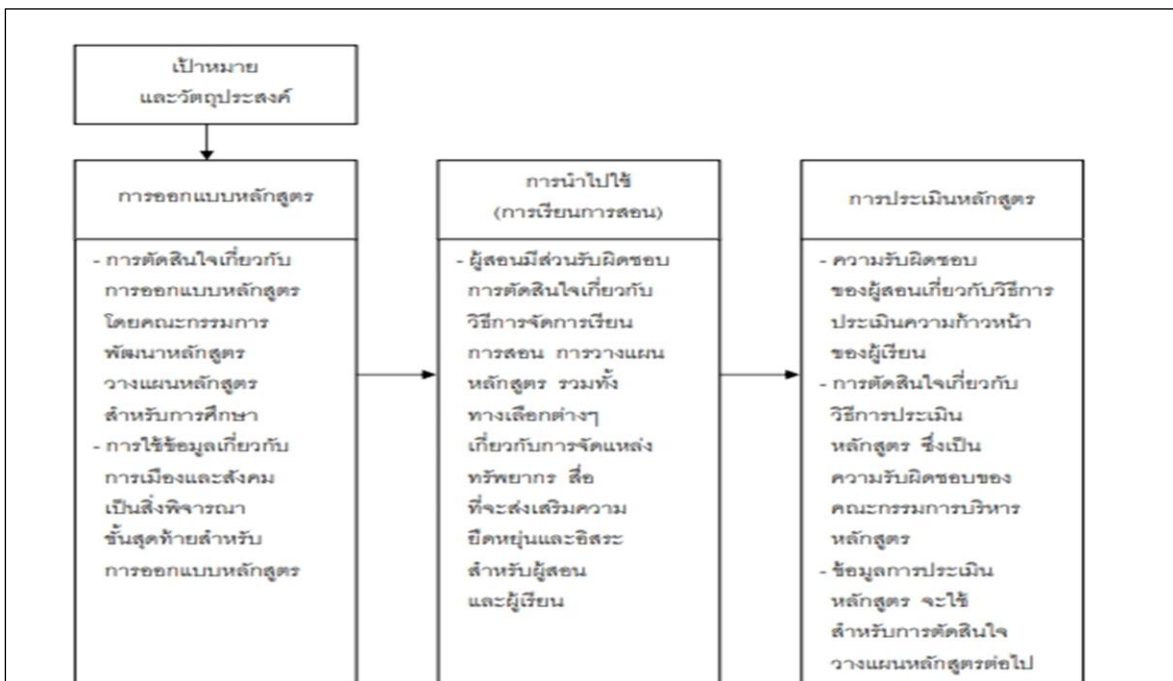 เป้าหมาย
และวัตถุประสงค์
การออกแบบหลักสูตร
- การตัดสินใจเกี่ยวกับ
การออกแบบหลักสูตร
โดยคณะกรรมการ
พัฒนาหลักสูตร
วางแผนหลักสูตร
สำหรับการศึกษา
- การใช้ข้อมูลเกี่ยวกับ
การเมืองและสังคม
เป็นสิ่งพิจารณา
ขั้นสุดท้ายสำหรับ
การออกแบบหลักสูตร
การนำไปใช้
(การเรียนการสอน)
- ผู้สอนมีส่วนรับผิดชอบ
การตัดสินใจเกี่ยวกับ
วิธีการจัดการเรียน
การสอน การวางแผน
หลักสูตร รวมทั้ง
ทางเลือกต่างๆ
เกี่ยวกับการจัดแหล่ง
ทรัพยากร สื่อ
ที่จะส่งเสริมความ
ยืดหยุ่นและอิสระ
สำหรับผู้สอน
และผู้เรียน
การประเมินหลักสูตร
- ความรับผิดชอบ
ของผู้สอนเกี่ยวกับวิธีการ
ประเมินความก้าวหน้า
ของผู้เรียน
- การตัดสินใจเกี่ยวกับ
วิธีการประเมิน
หลักสูตร ซึ่งเป็น
ความรับผิดชอบของ
คณะกรรมการบริหาร
หลักสูตร
- ข้อมูลการประเมิน
หลักสูตร จะใช้
สำหรับการตัดสินใจ
วางแผนหลักสูตรต่อไป